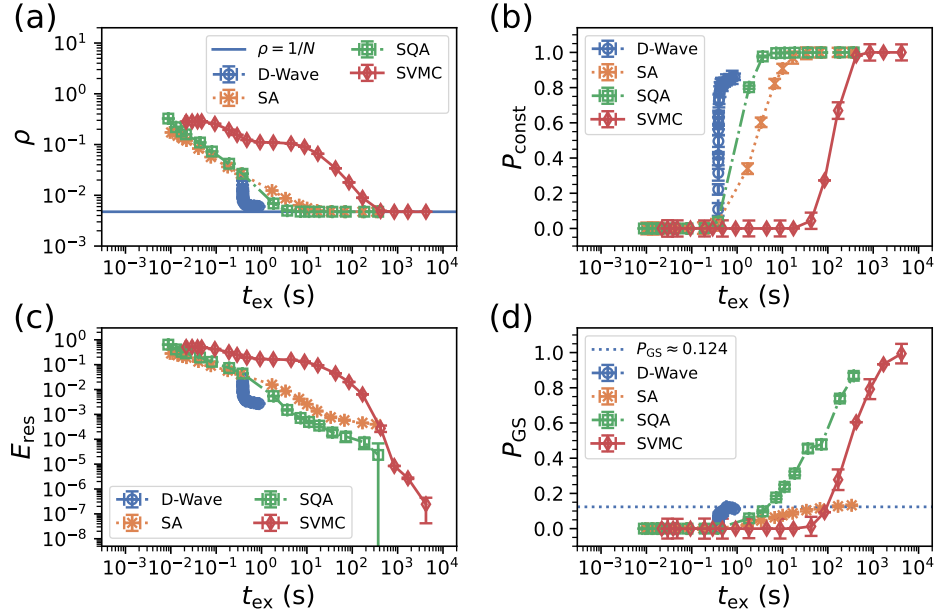 (a)
10^1
10^0
10^{-1}
10^{-2}
10^{-3}
ρ
ρ = 1/N
D-Wave
SA
SQA
SVMC
10^{-3} 10^{-2} 10^{-1} 10^0 10^1 10^2 10^3 10^4
t_ex (s)
(b)
1.0
0.8
0.6
0.4
0.2
0.0
P_const
D-Wave
SA
SQA
SVMC
10^{-3} 10^{-2} 10^{-1} 10^0 10^1 10^2 10^3 10^4
t_ex (s)
(c)
10^0
10^{-1}
10^{-2}
10^{-3}
10^{-4}
10^{-5}
10^{-6}
10^{-7}
10^{-8}
E_res
D-Wave
SA
SQA
SVMC
10^{-3} 10^{-2} 10^{-1} 10^0 10^1 10^2 10^3 10^4
t_ex (s)
(d)
1.0
0.8
0.6
0.4
0.2
0.0
P_GS
P_GS ≈ 0.124
D-Wave
SA
SQA
SVMC
10^{-3} 10^{-2} 10^{-1} 10^0 10^1 10^2 10^3 10^4
t_ex (s)